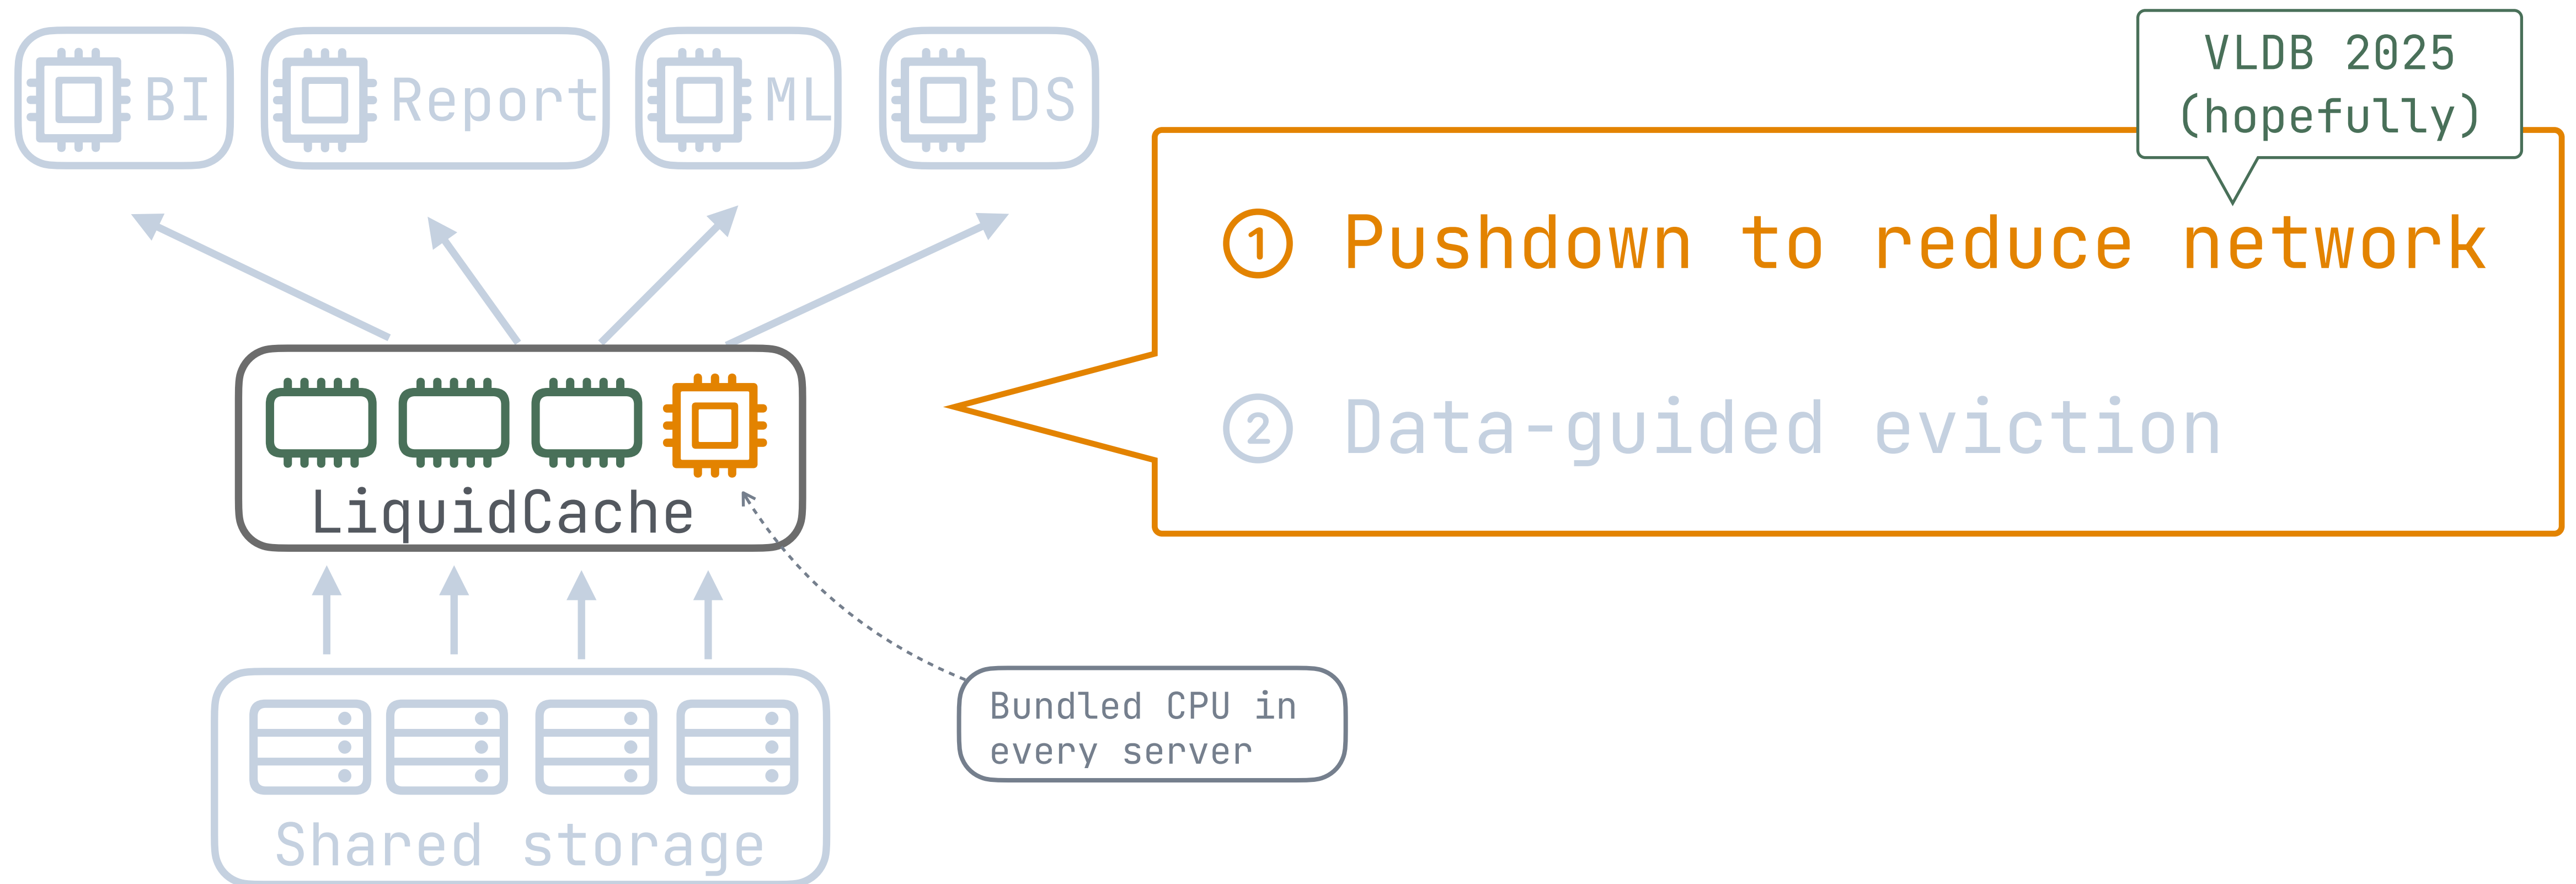 BI
Report
ML
DS
VLDB 2025
(hopefully)
1 Pushdown to reduce network
2 Data-guided eviction
LiquidCache
Bundled CPU in
every server
Shared storage